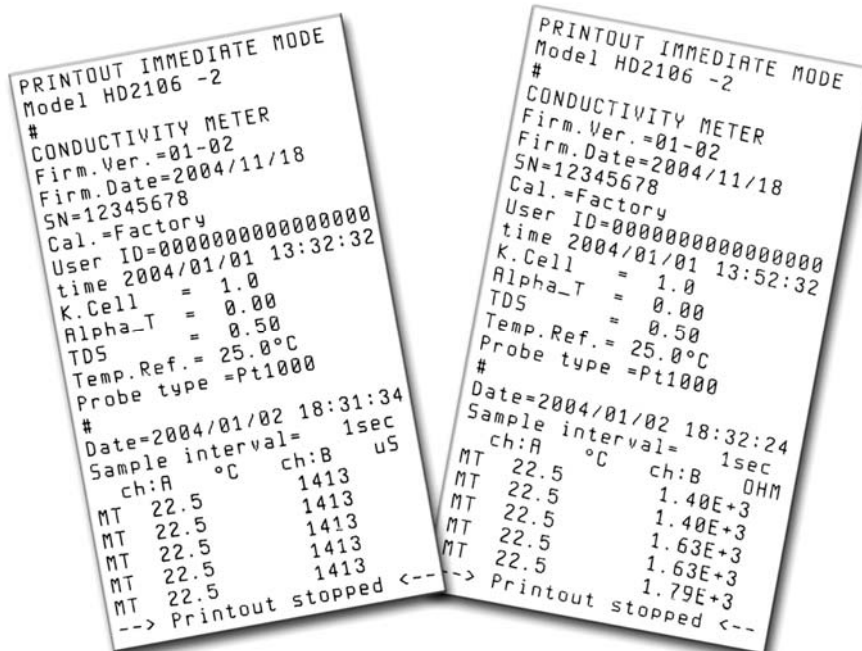 PRINTOUT IMMEDIATE MODE
Model HD2106 -2
#
CONDUCTIVITY METER
Firm.Ver.=01-02
Firm.Date=2004/11/18
SN=12345678
Cal.=Factory
User ID=0000000000000000
time 2004/01/01 13:32:32
K.Cell = 1.0
Alpha_T = 0.00
TDS = 0.50
Temp.Ref.= 25.0°C
Probe type =Pt1000
#
Date=2004/01/02 18:31:34
Sample interval= 1sec
ch:A °C ch:B uS
MT 22.5 1413
MT 22.5 1413
MT 22.5 1413
MT 22.5 1413
MT 22.5 1413
--> Printout stopped <--
PRINTOUT IMMEDIATE MODE
Model HD2106 -2
#
CONDUCTIVITY METER
Firm.Ver.=01-02
Firm.Date=2004/11/18
SN=12345678
Cal.=Factory
User ID=0000000000000000
time 2004/01/01 13:52:32
K.Cell = 1.0
Alpha_T = 0.00
TDS = 0.50
Temp.Ref.= 25.0°C
Probe type =Pt1000
#
Date=2004/01/02 18:32:24
Sample interval= 1sec
ch:A °C ch:B OHM
MT 22.5 1.40E+3
MT 22.5 1.40E+3
MT 22.5 1.63E+3
MT 22.5 1.63E+3
MT 22.5 1.79E+3
--> Printout stopped <--